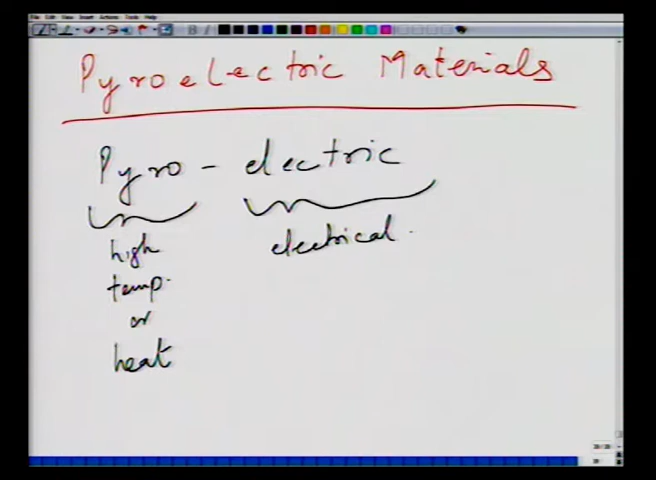 Pyroelectric Materials
Pyro - electric
high electrical.
temp.
or
heat